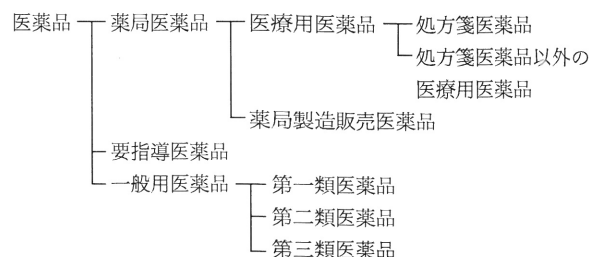 医薬品 薬局医薬品 医療用医薬品 処方箋医薬品
処方箋医薬品以外の
医療用医薬品
薬局製造販売医薬品
要指導医薬品
一般用医薬品 第一類医薬品
第二類医薬品
第三類医薬品